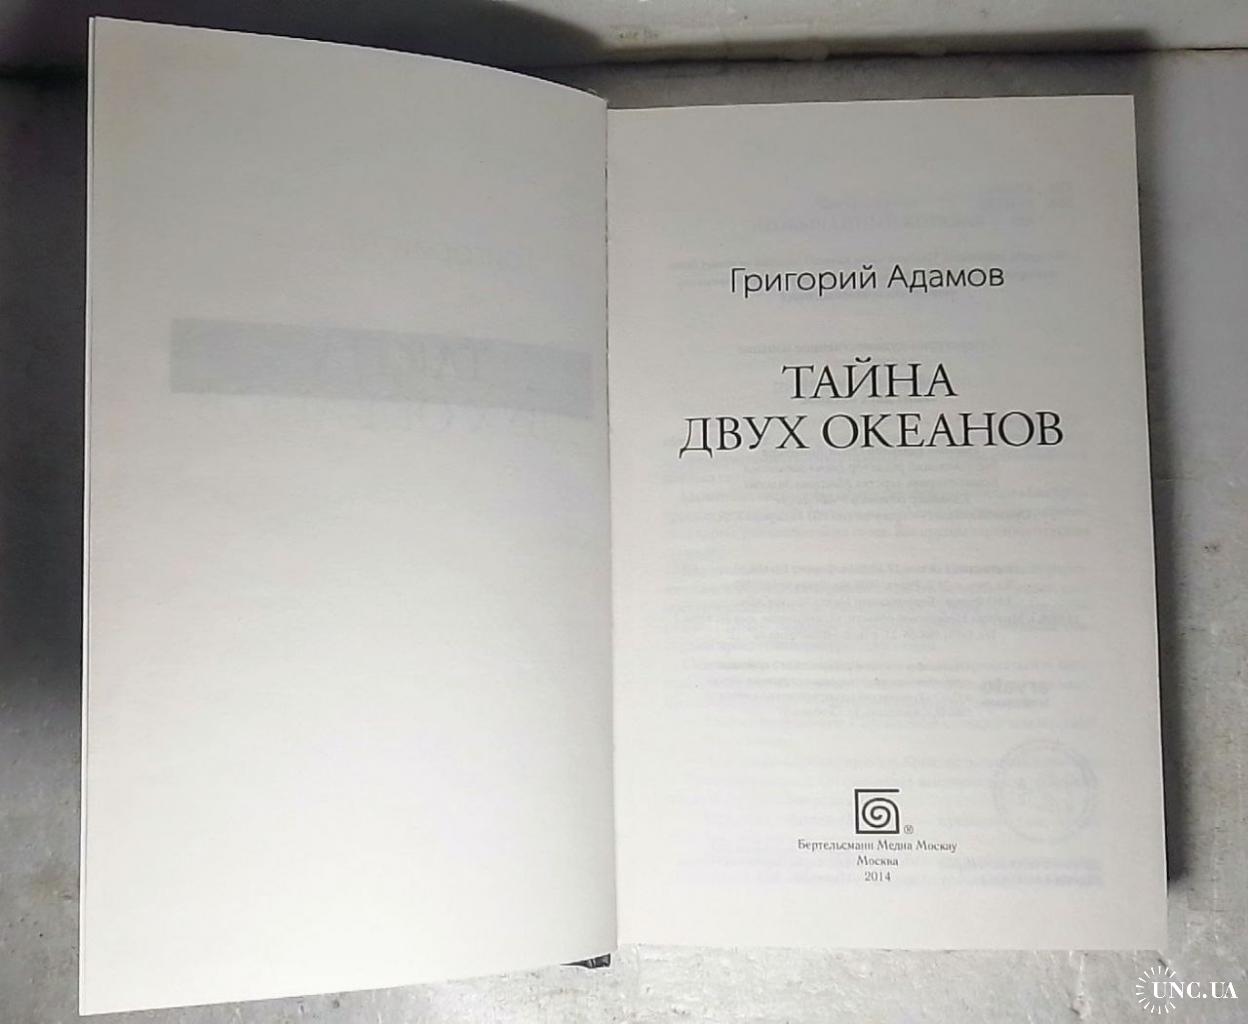 Григорий Адамов
ТАЙНА
ДВУХ ОКЕАНОВ
®
Бертельсманн Медиа Москау
Москва
2014
UNC.UA